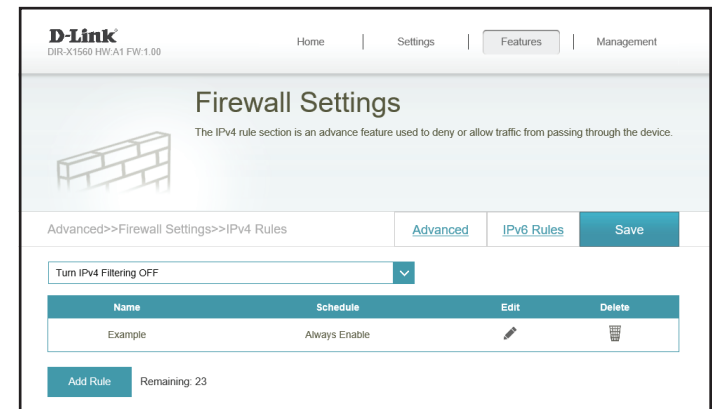 D-Link
DIR-X1560 HW:A1 FW:1.00
Home Settings Features Management
Firewall Settings
The IPv4 rule section is an advance feature used to deny or allow traffic from passing through the device.
Advanced>>Firewall Settings>>IPv4 Rules Advanced IPv6 Rules Save
Turn IPv4 Filtering OFF
Name Schedule Edit Delete
Example Always Enable
Add Rule Remaining: 23